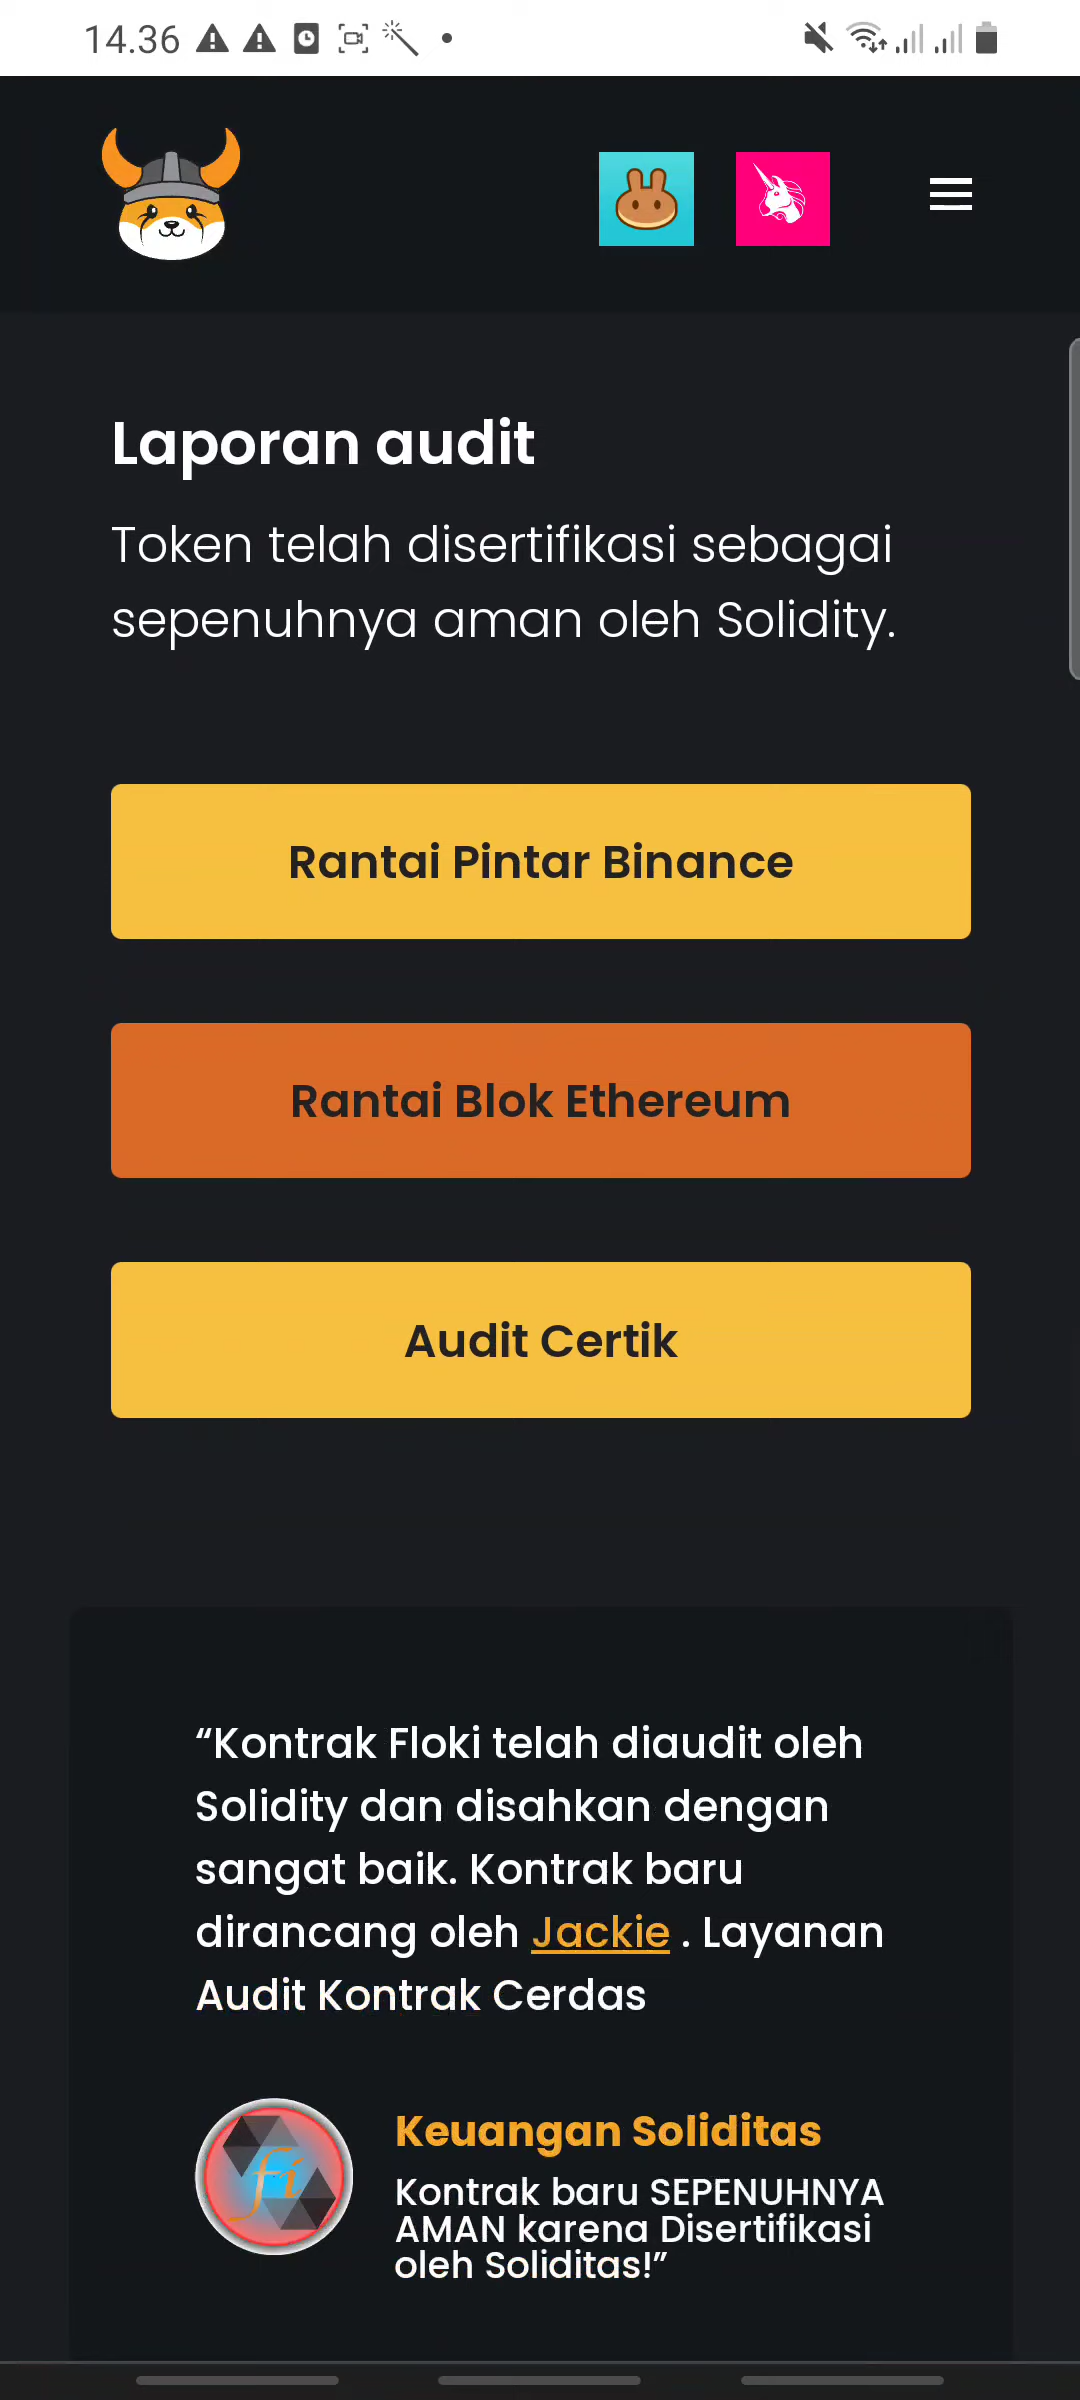 14.36
Laporan audit
Token telah disertifikasi sebagai
sepenuhnya aman oleh Solidity.
Rantai Pintar Binance
Rantai Blok Ethereum
Audit Certik
“Kontrak Floki telah diaudit oleh
Solidity dan disahkan dengan
sangat baik. Kontrak baru
dirancang oleh Jackie . Layanan
Audit Kontrak Cerdas
fi
Keuangan Soliditas
Kontrak baru SEPENUHNYA
AMAN karena Disertifikasi
oleh Soliditas!”